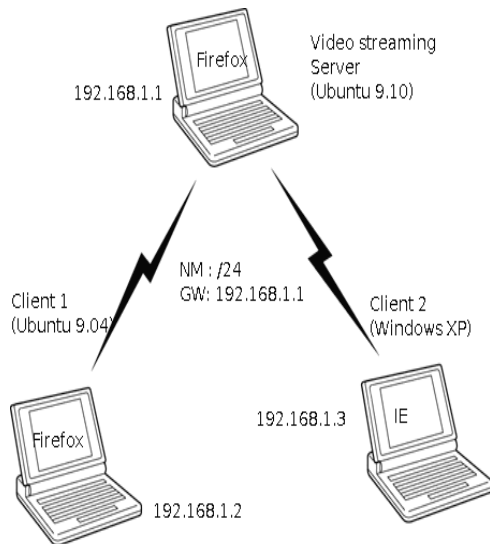 Firefox
Video streaming
Server
(Ubuntu 9.10)
192.168.1.1
NM : /24
GW: 192.168.1.1
Client 1
(Ubuntu 9.04)
Client 2
(Windows XP)
Firefox
192.168.1.2
192.168.1.3
IE